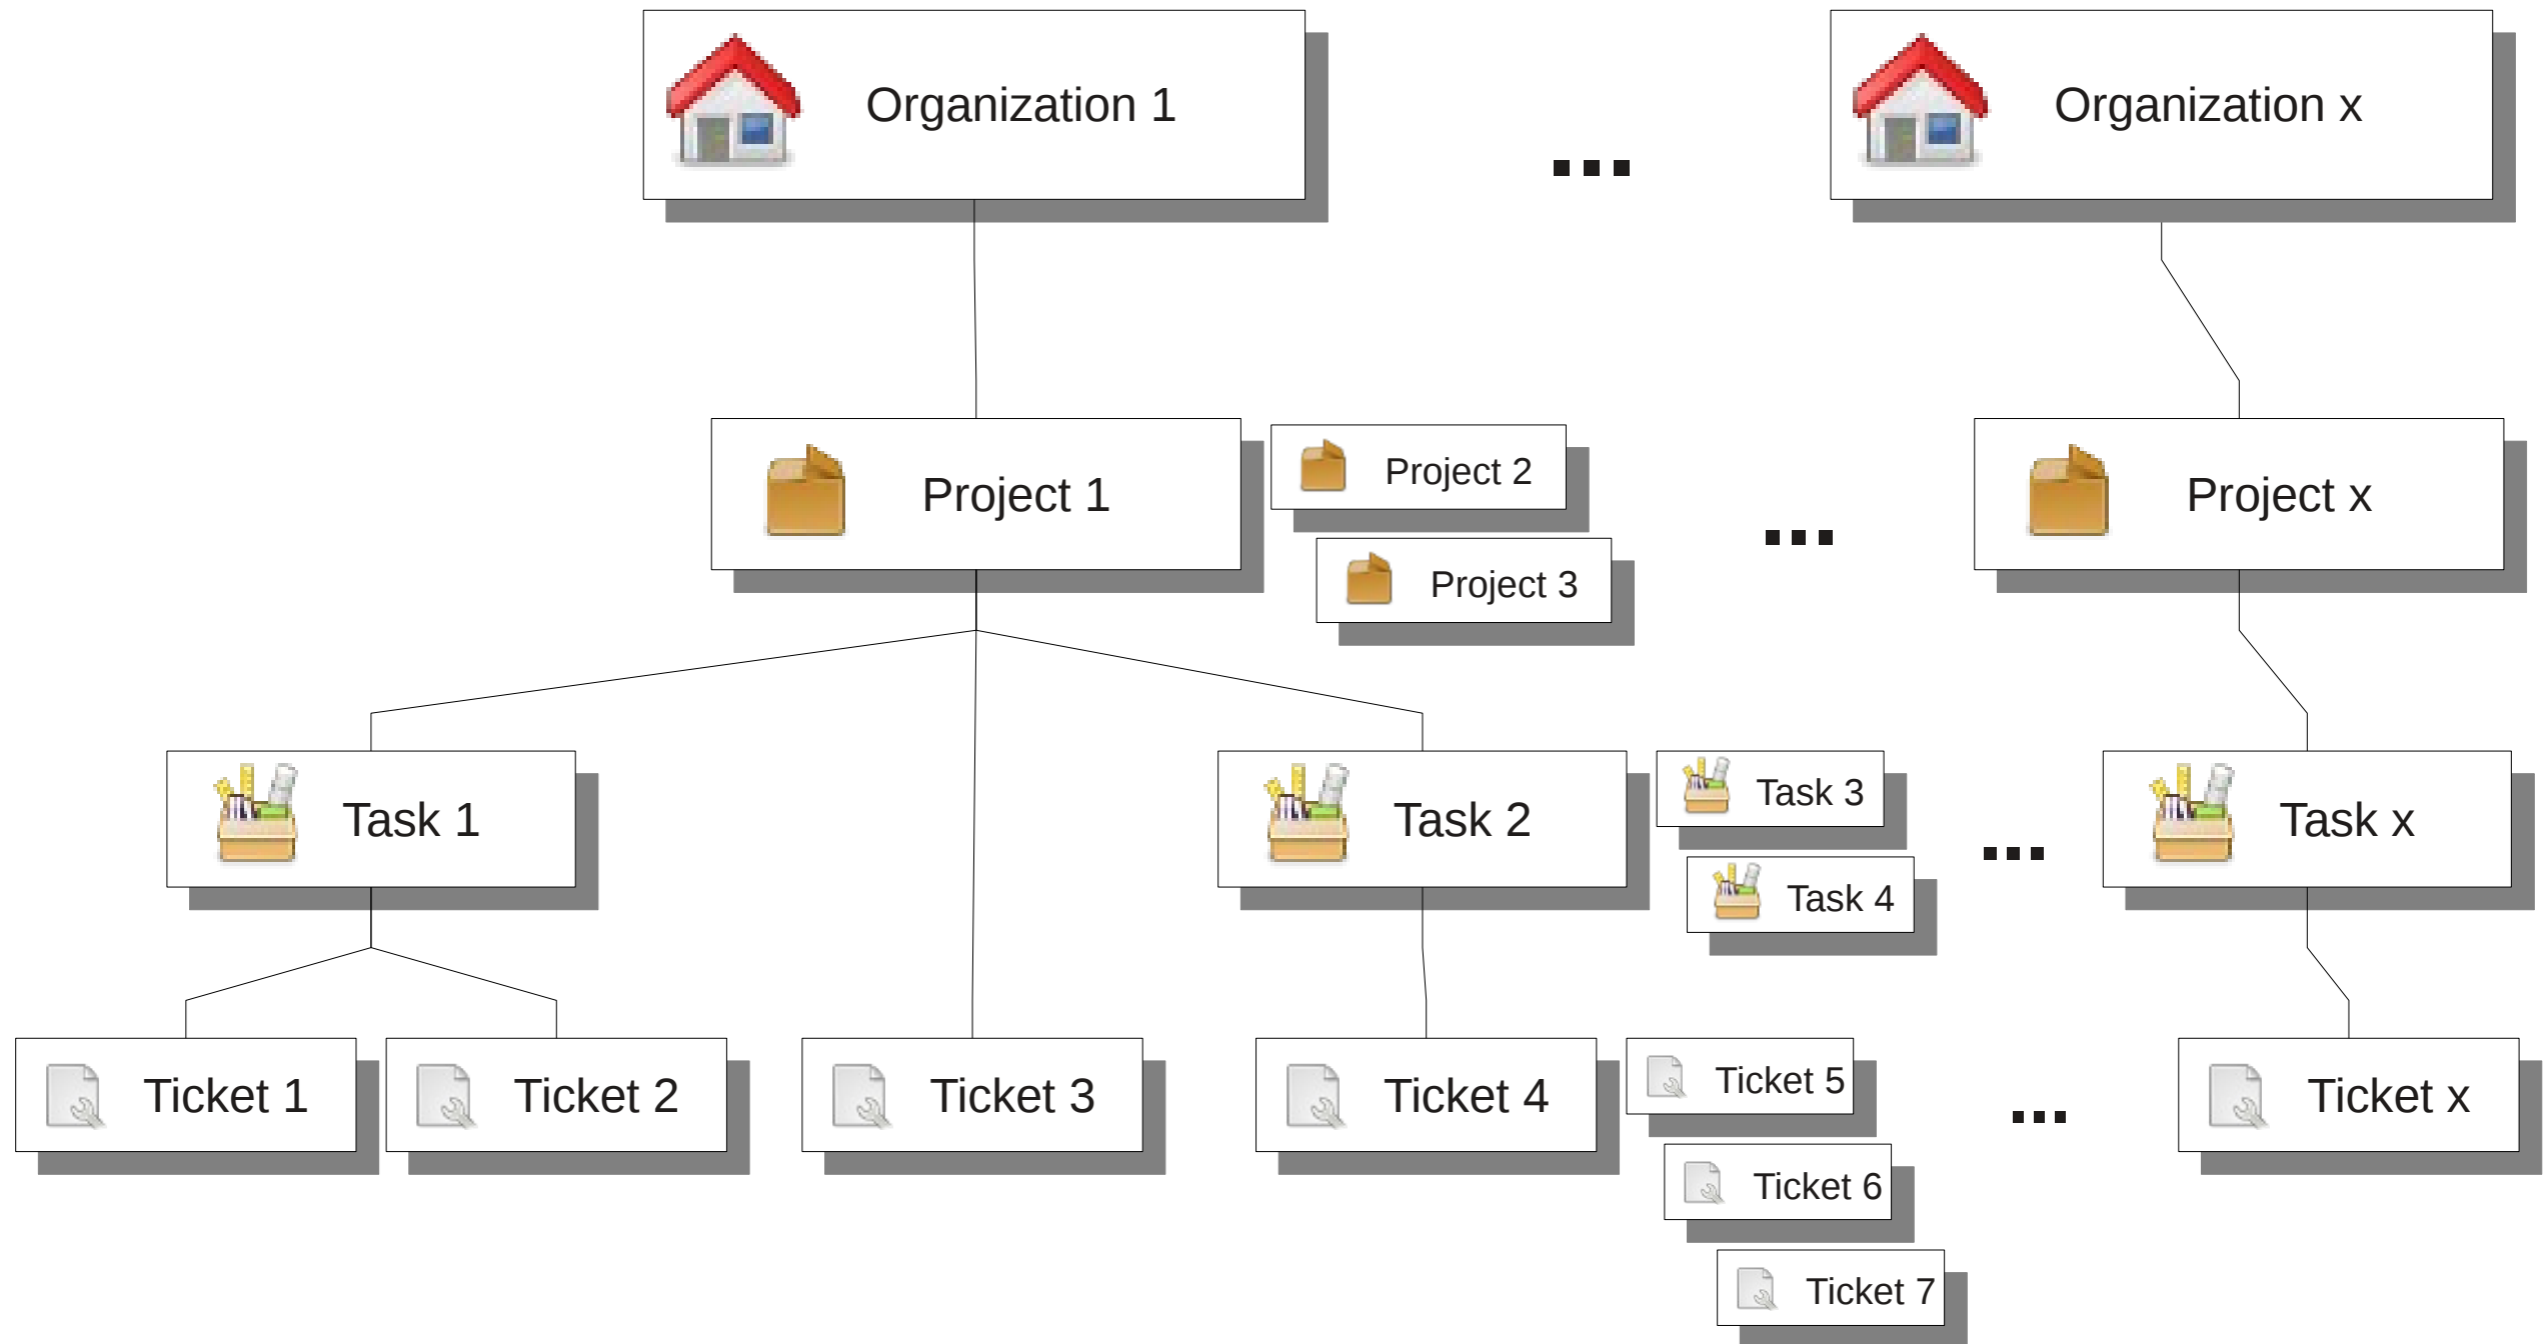 Organization 1
Organization x
...
Project 1
Project 2
Project 3
...
Project x
Task 1
Task 2
Task 3
Task 4
...
Task x
Ticket 1
Ticket 2
Ticket 3
Ticket 4
Ticket 5
Ticket 6
Ticket 7
...
Ticket x